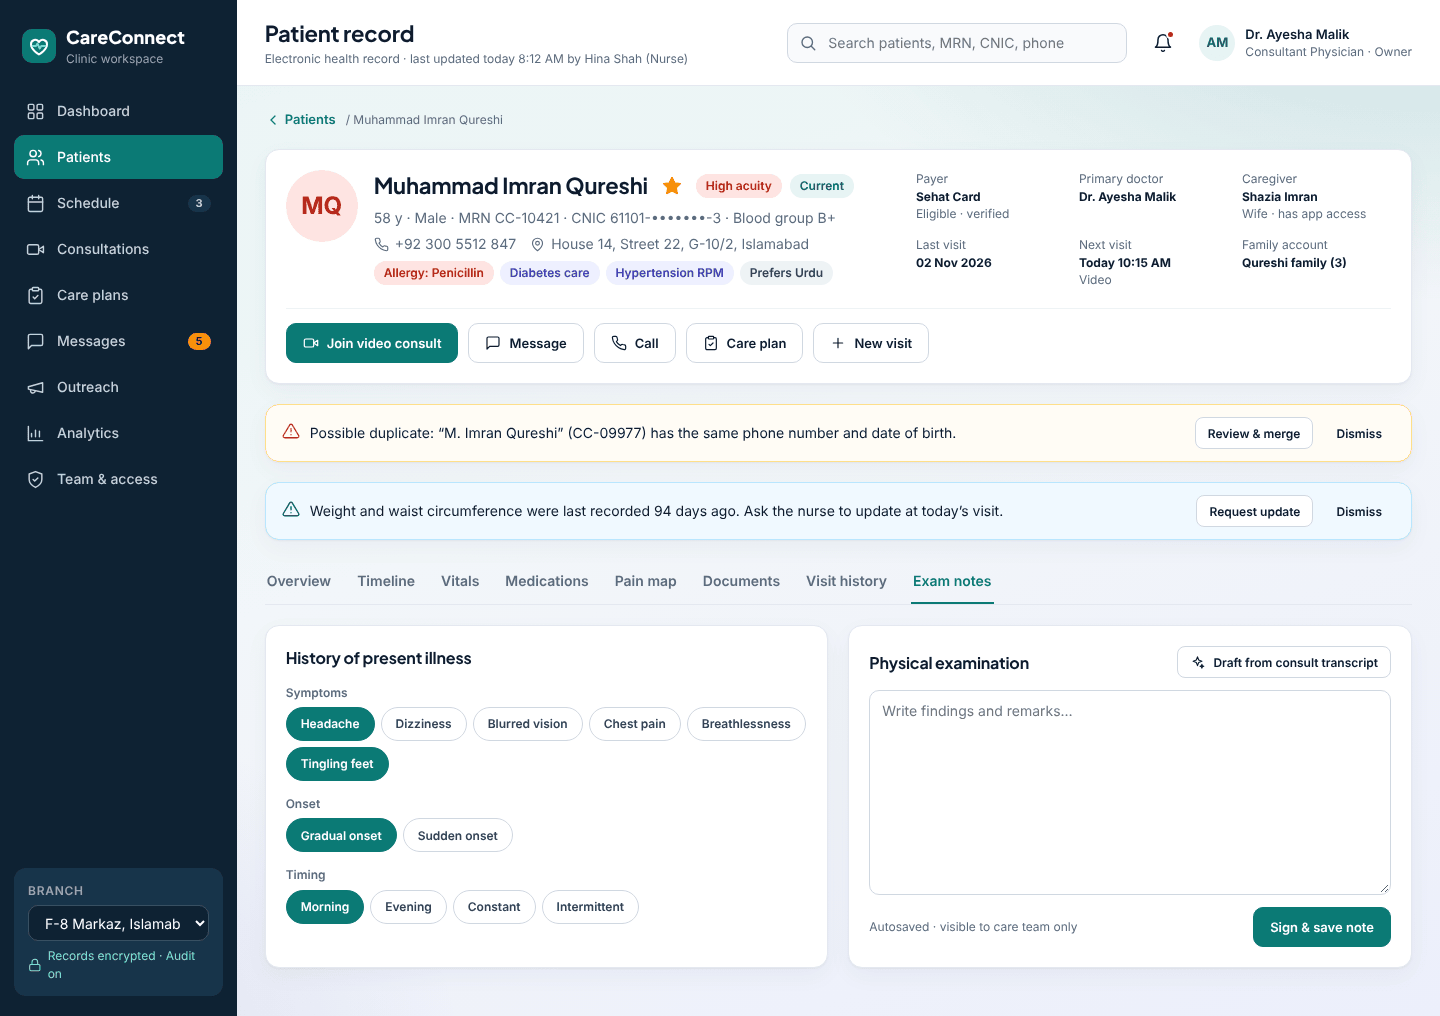 CareConnect
Clinic workspace
Dashboard
Patients
Schedule 3
Consultations
Care plans
Messages 5
Outreach
Analytics
Team & access
BRANCH
F-8 Markaz, Islamab
Records encrypted · Audit
on
Patient record
Electronic health record · last updated today 8:12 AM by Hina Shah (Nurse)
Search patients, MRN, CNIC, phone
AM
Dr. Ayesha Malik
Consultant Physician · Owner
Patients / Muhammad Imran Qureshi
MQ
Muhammad Imran Qureshi High acuity Current
58 y · Male · MRN CC-10421 · CNIC 61101-•••••••-3 · Blood group B+
+92 300 5512 847 House 14, Street 22, G-10/2, Islamabad
Allergy: Penicillin Diabetes care Hypertension RPM Prefers Urdu
Payer
Sehat Card
Eligible · verified
Primary doctor
Dr. Ayesha Malik
Caregiver
Shazia Imran
Wife · has app access
Last visit
02 Nov 2026
Next visit
Today 10:15 AM
Video
Family account
Qureshi family (3)
Join video consult Message Call Care plan New visit
Possible duplicate: “M. Imran Qureshi” (CC-09977) has the same phone number and date of birth. Review & merge Dismiss
Weight and waist circumference were last recorded 94 days ago. Ask the nurse to update at today’s visit. Request update Dismiss
Overview Timeline Vitals Medications Pain map Documents Visit history Exam notes
History of present illness
Symptoms
Headache Dizziness Blurred vision Chest pain Breathlessness
Tingling feet
Onset
Gradual onset Sudden onset
Timing
Morning Evening Constant Intermittent
Physical examination Draft from consult transcript
Write findings and remarks...
Autosaved · visible to care team only Sign & save note